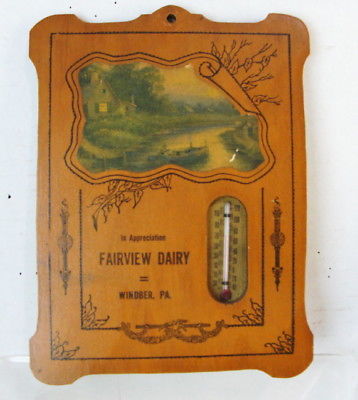 In Appreciation
FAIRVIEW DAIRY
=
WINDBER, PA.